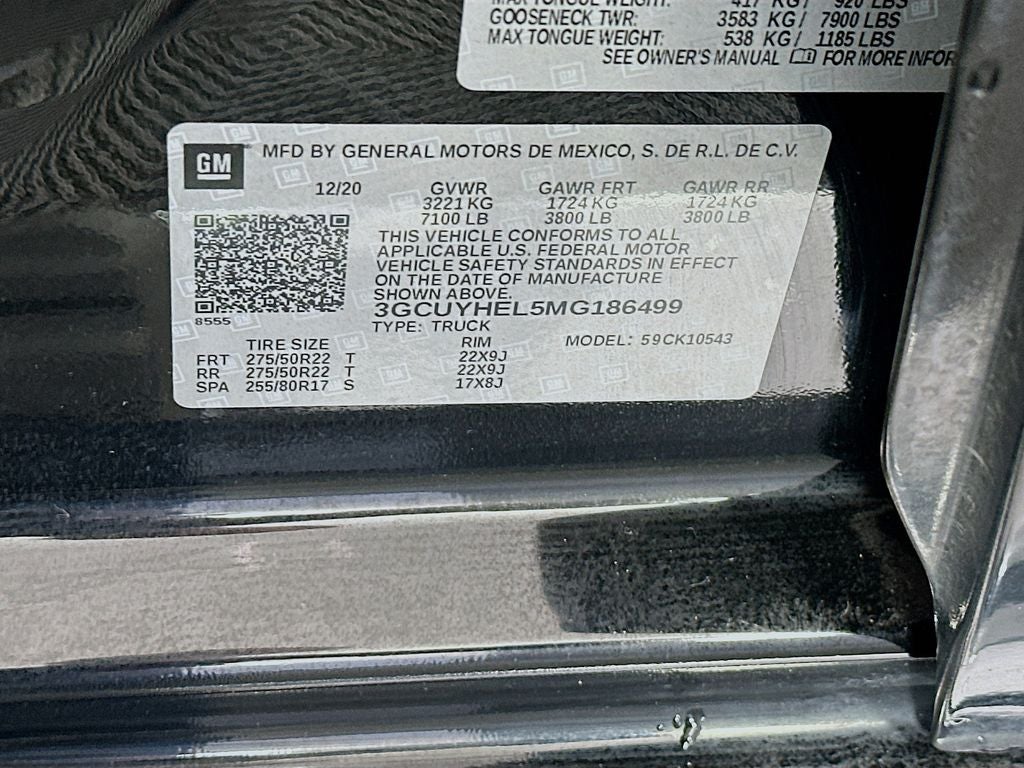 MAX TONGUE WEIGHT: 417 KG/ 920 LBS
GOOSENECK TWR: 3583 KG/ 7900 LBS
MAX TONGUE WEIGHT: 538 KG/ 1185 LBS
SEE OWNER'S MANUAL FOR MORE INFOR
GM MFD BY GENERAL MOTORS DE MEXICO, S. DE R.L. DE C.V.
12/20 GVWR GAWR FRT GAWR RR
3221 KG 1724 KG 1724 KG
7100 LB 3800 LB 3800 LB
THIS VEHICLE CONFORMS TO ALL
APPLICABLE U.S. FEDERAL MOTOR
VEHICLE SAFETY STANDARDS IN EFFECT
ON THE DATE OF MANUFACTURE
SHOWN ABOVE.
3GCUYHEL5MG186499
8555
TYPE: TRUCK
TIRE SIZE RIM MODEL: 59CK10543
FRT 275/50R22 T 22X9J
RR 275/50R22 T 22X9J
SPA 255/80R17 S 17X8J